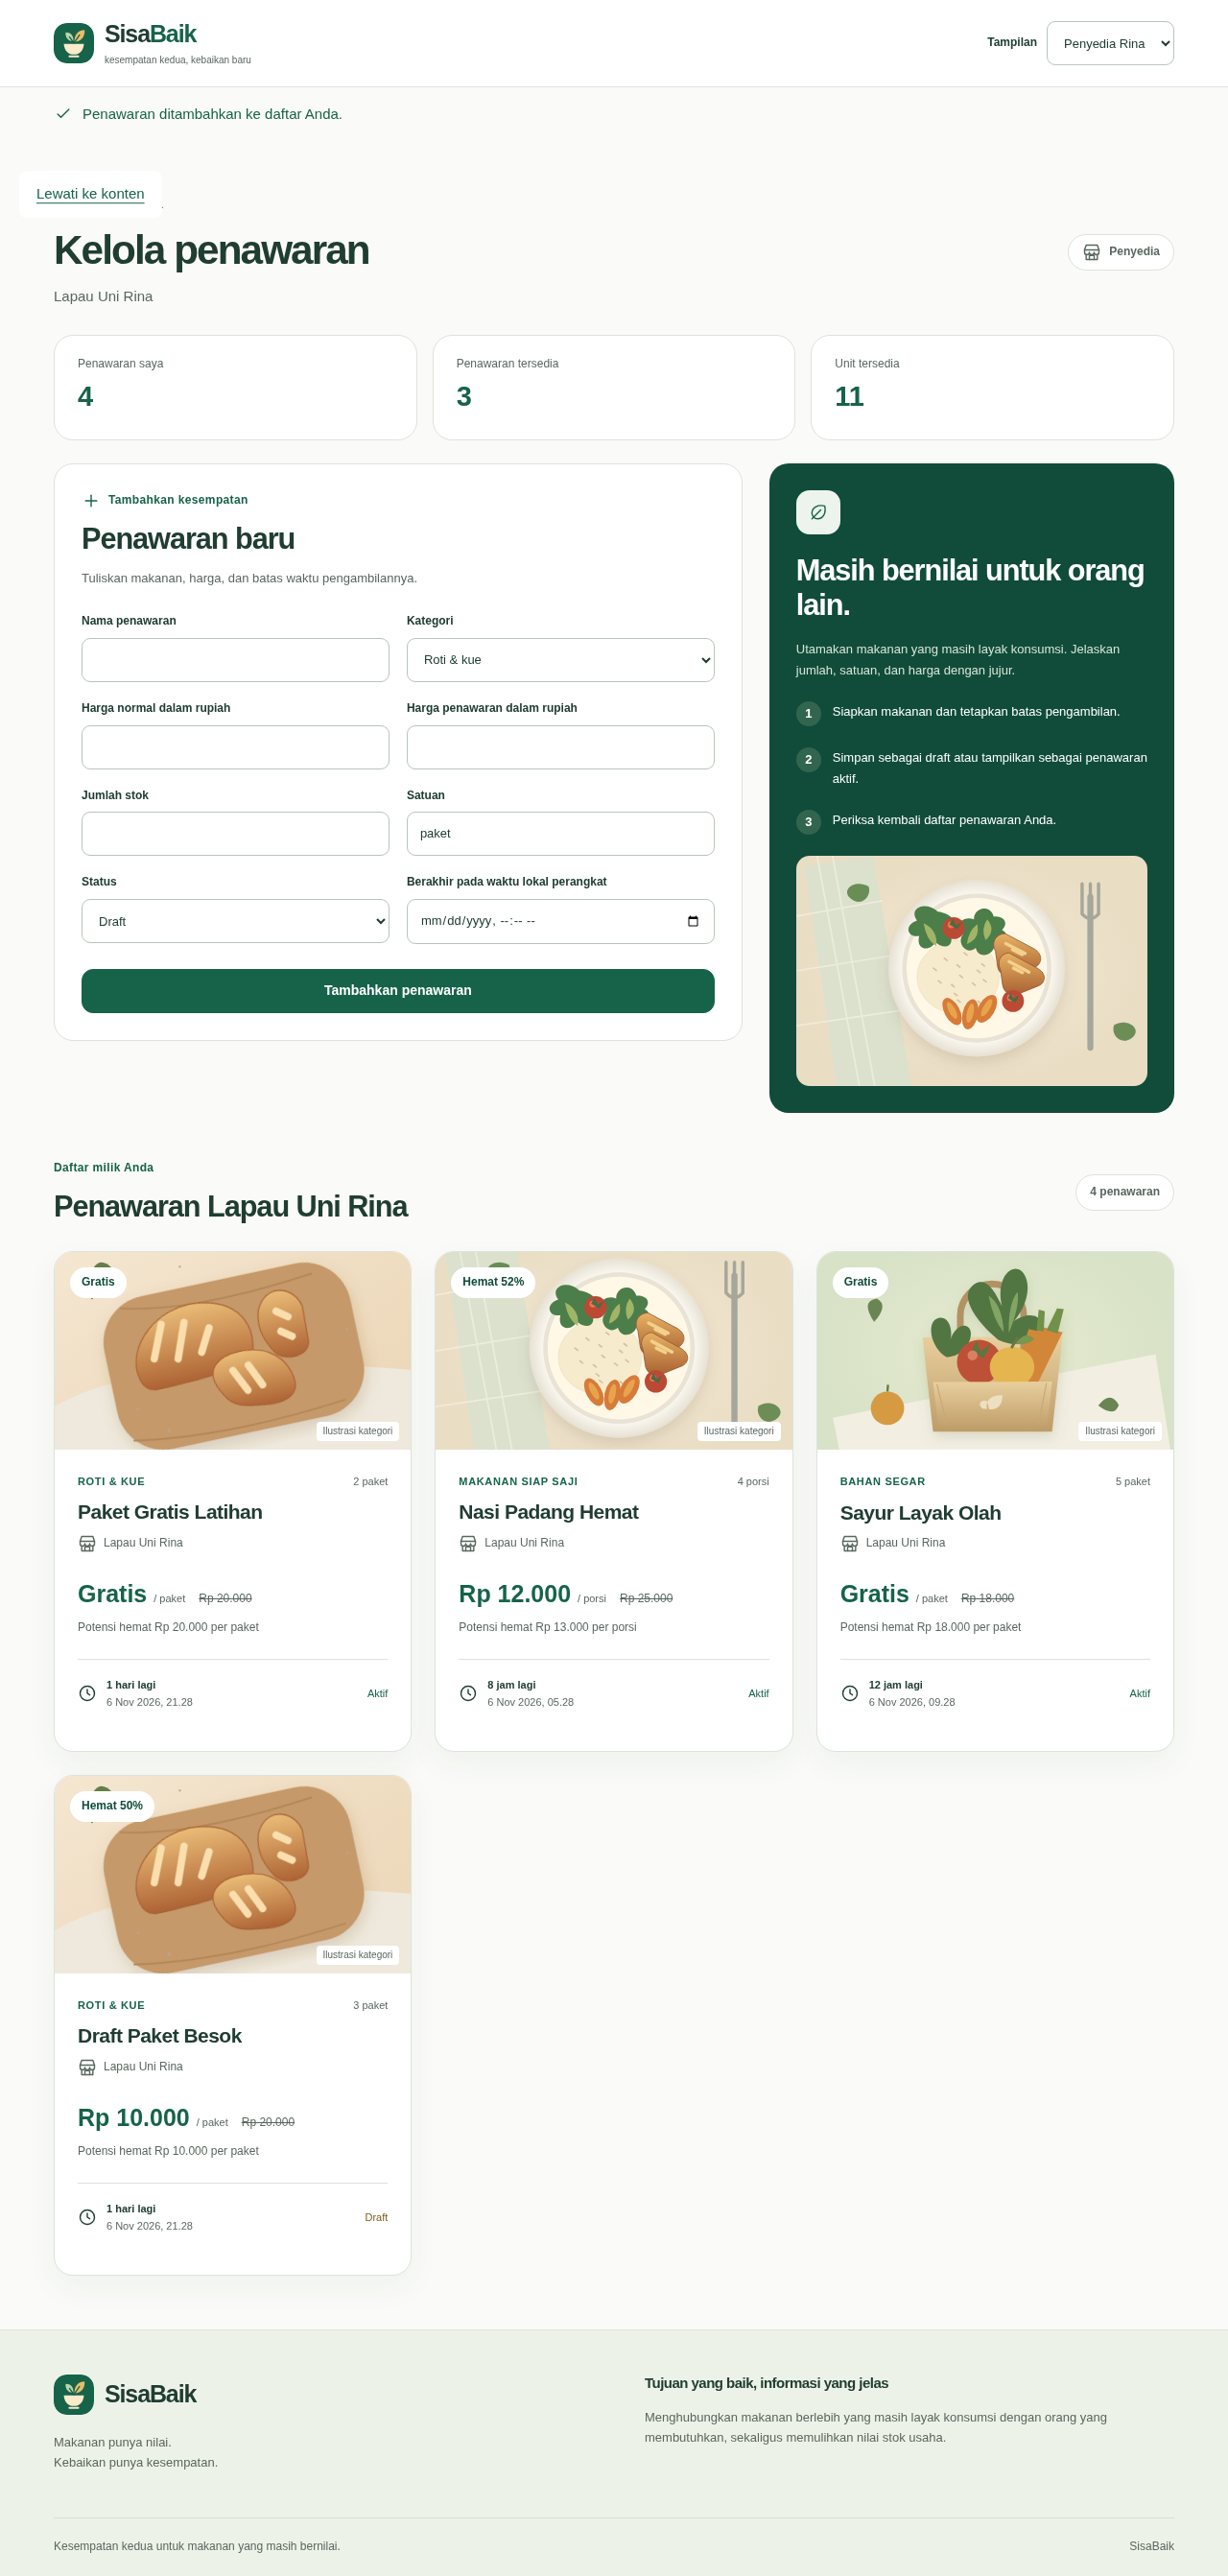 SisaBaik
kesempatan kedua, kebaikan baru
Tampilan
Penyedia Rina
Penawaran ditambahkan ke daftar Anda.
Lewati ke konten
Kelola penawaran
Penyedia
Lapau Uni Rina
Penawaran saya
4
Penawaran tersedia
3
Unit tersedia
11
Tambahkan kesempatan
Penawaran baru
Tuliskan makanan, harga, dan batas waktu pengambilannya.
Nama penawaran
Kategori
Roti & kue
Harga normal dalam rupiah
Harga penawaran dalam rupiah
Jumlah stok
Satuan
paket
Status
Draft
Berakhir pada waktu lokal perangkat
mm/dd/yyyy, --:-- --
Tambahkan penawaran
Masih bernilai untuk orang
lain.
Utamakan makanan yang masih layak konsumsi. Jelaskan
jumlah, satuan, dan harga dengan jujur.
1 Siapkan makanan dan tetapkan batas pengambilan.
2 Simpan sebagai draft atau tampilkan sebagai penawaran
aktif.
3 Periksa kembali daftar penawaran Anda.
Daftar milik Anda
Penawaran Lapau Uni Rina
4 penawaran
Gratis
Ilustrasi kategori
ROTI & KUE
2 paket
Paket Gratis Latihan
Lapau Uni Rina
Gratis / paket Rp 20.000
Potensi hemat Rp 20.000 per paket
1 hari lagi
6 Nov 2026, 21.28
Aktif
Hemat 52%
Ilustrasi kategori
MAKANAN SIAP SAJI
4 porsi
Nasi Padang Hemat
Lapau Uni Rina
Rp 12.000 / porsi Rp 25.000
Potensi hemat Rp 13.000 per porsi
8 jam lagi
6 Nov 2026, 05.28
Aktif
Gratis
Ilustrasi kategori
BAHAN SEGAR
5 paket
Sayur Layak Olah
Lapau Uni Rina
Gratis / paket Rp 18.000
Potensi hemat Rp 18.000 per paket
12 jam lagi
6 Nov 2026, 09.28
Aktif
Hemat 50%
Ilustrasi kategori
ROTI & KUE
3 paket
Draft Paket Besok
Lapau Uni Rina
Rp 10.000 / paket Rp 20.000
Potensi hemat Rp 10.000 per paket
1 hari lagi
6 Nov 2026, 21.28
Draft
SisaBaik
Makanan punya nilai.
Kebaikan punya kesempatan.
Tujuan yang baik, informasi yang jelas
Menghubungkan makanan berlebih yang masih layak konsumsi dengan orang yang
membutuhkan, sekaligus memulihkan nilai stok usaha.
Kesempatan kedua untuk makanan yang masih bernilai.
SisaBaik